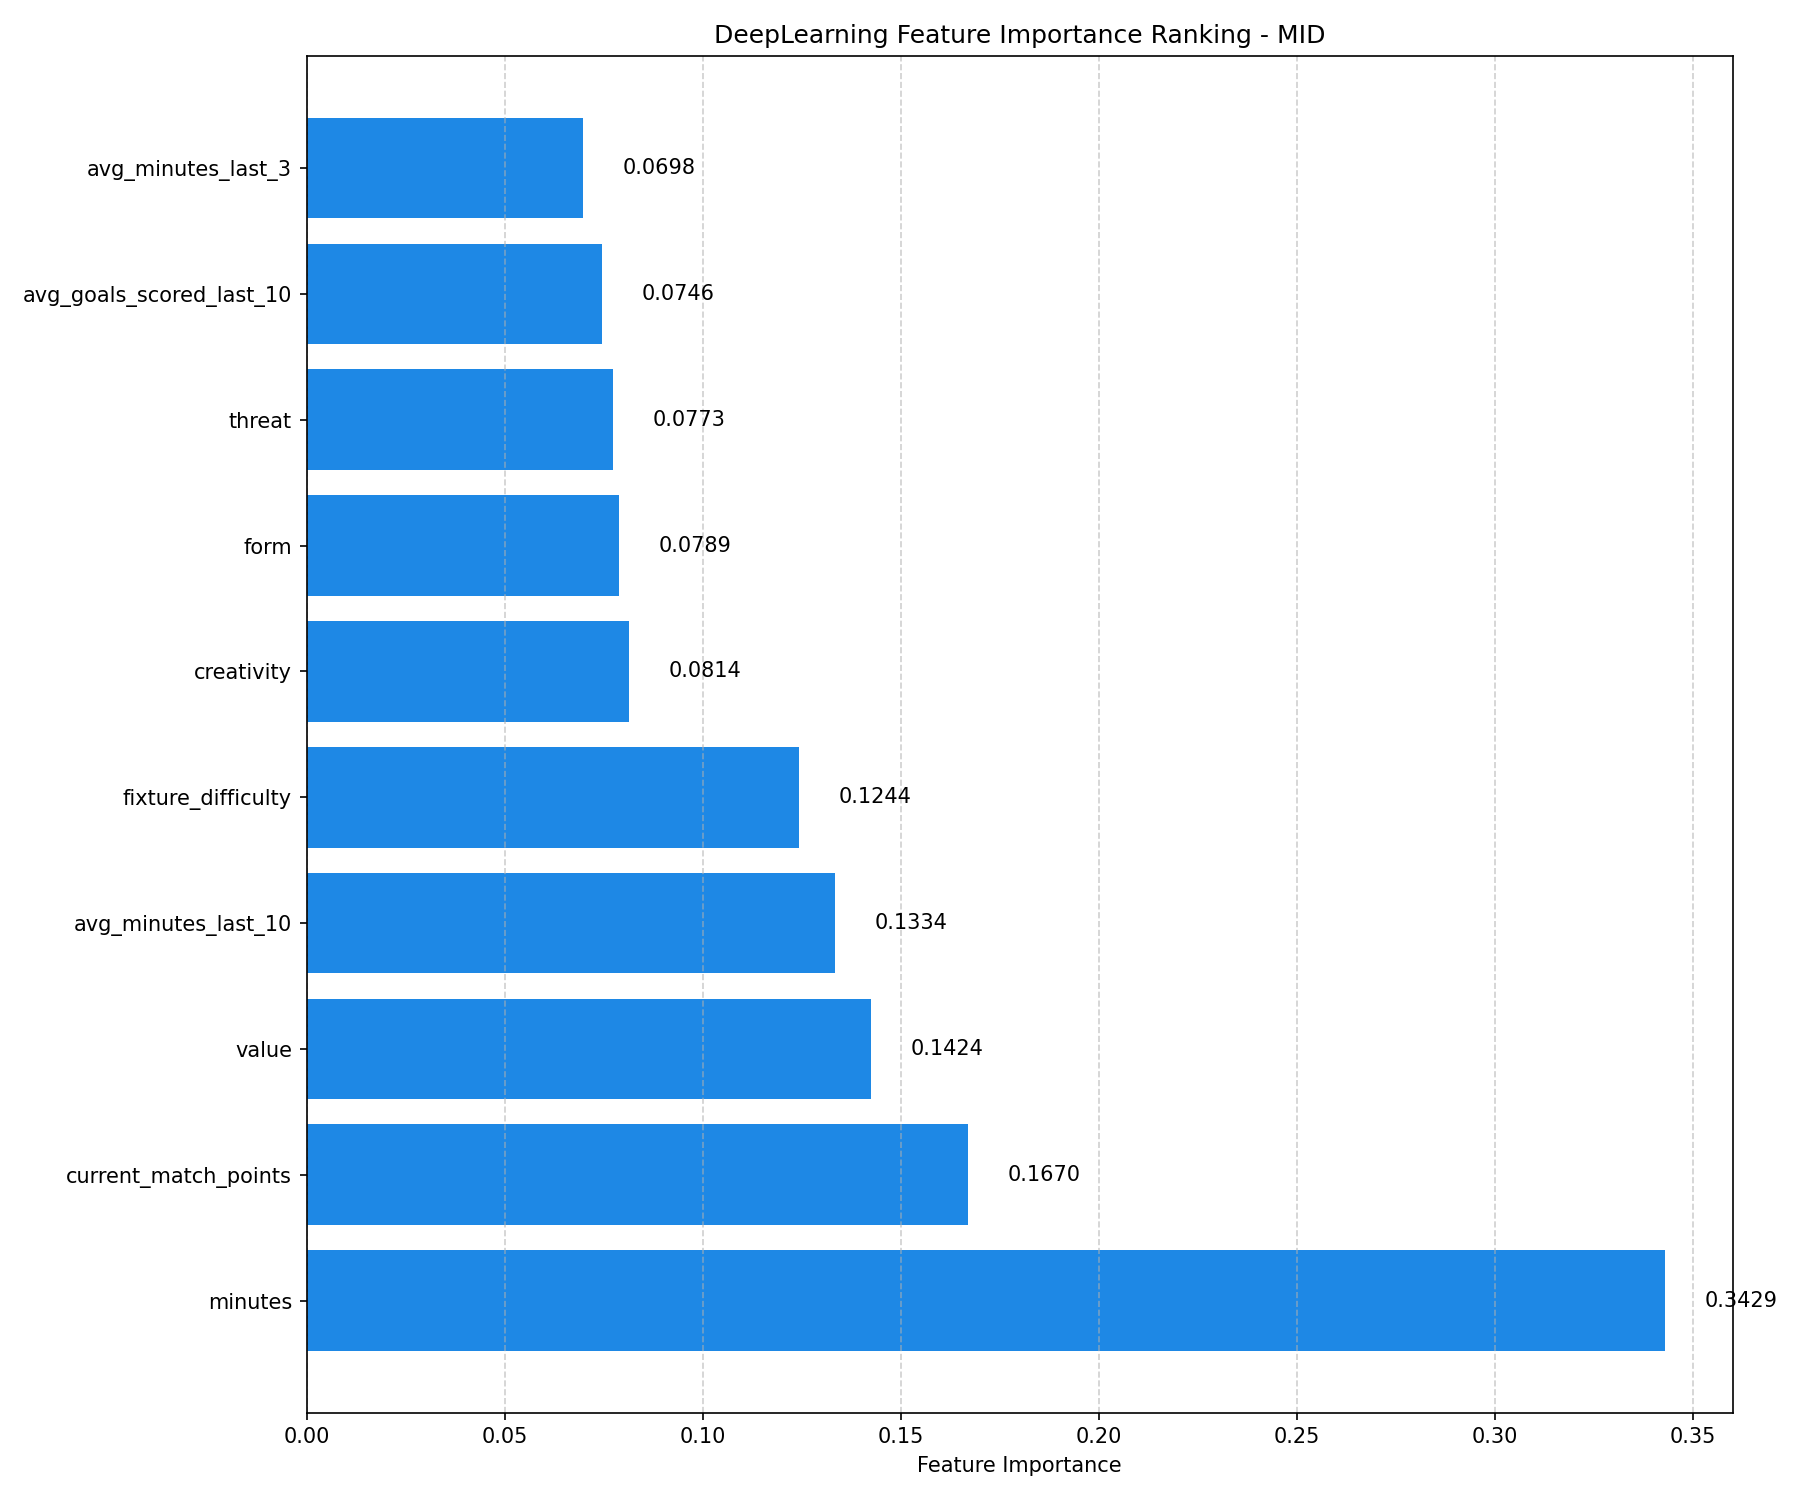 DeepLearning Feature Importance Ranking - MID
avg_minutes_last_3
0.0698
avg_goals_scored_last_10
0.0746
threat
0.0773
form
0.0789
creativity
0.0814
fixture_difficulty
0.1244
avg_minutes_last_10
0.1334
value
0.1424
current_match_points
0.1670
minutes
0.3429
0.00 0.05 0.10 0.15 0.20 0.25 0.30 0.35
Feature Importance